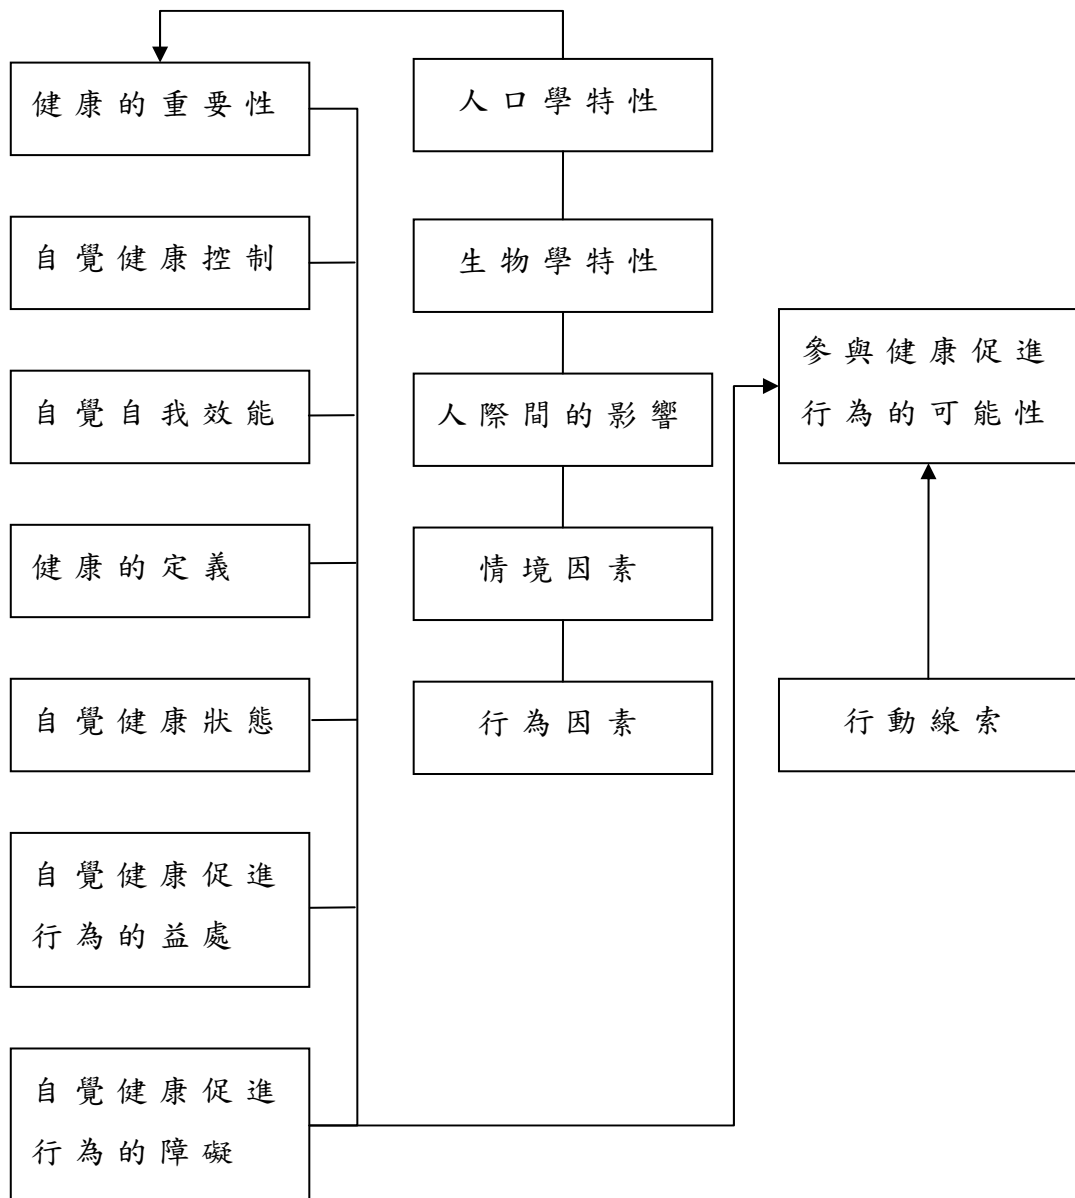 健康的重要性
自覺健康控制
自覺自我效能
健康的定義
自覺健康狀態
自覺健康促進
行為的益處
自覺健康促進
行為的障礙
人口學特性
生物學特性
人際間的影響
情境因素
行為因素
參與健康促進
行為的可能性
行動線索